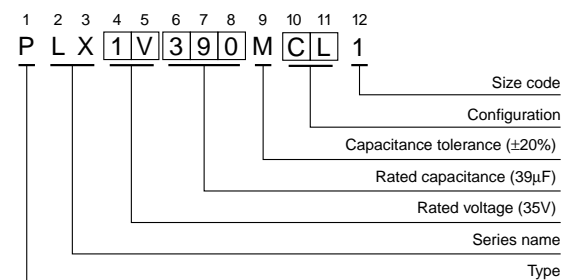 1 2 3 4 5 6 7 8 9 10 11 12
P L X 1 V 3 9 0 M C L 1
Size code
Configuration
Capacitance tolerance (±20%)
Rated capacitance (39μF)
Rated voltage (35V)
Series name
Type